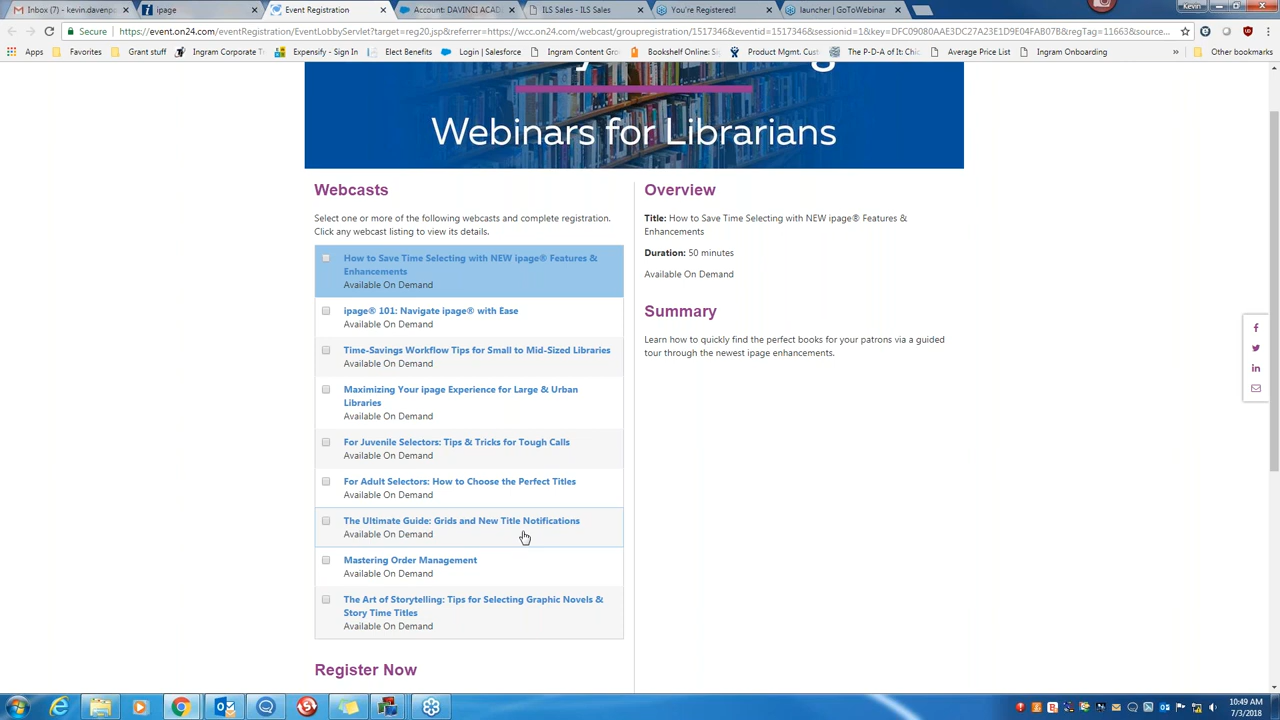 Inbox (7) - kevin.davenp
ipage
Event Registration
Account: DAVINCI ACAD
ILS Sales - ILS Sales
You're Registered!
launcher | GoToWebinar
Kevin
Secure
https://event.on24.com/eventRegistration/EventLobbyServlet?target=reg20.jsp&referrer=https://wcc.on24.com/webcast/groupregistration/1517346&eventid=1517346&sessionid=1&key=DFC09080AAE3DC27A23E1D9E04FAB07B&regTag=11663&source...
Apps
Favorites
Grant stuff
Ingram Corporate Tr
Expensify - Sign In
Elect Benefits
Login | Salesforce
Ingram Content Gro
Bookshelf Online: Si
Product Mgmt. Cust
The P-D-A of It: Chic
Average Price List
Ingram
»
Other bookmarks
Webinars for Librarians
Webcasts
Select one or more of the following webcasts and complete registration.
Click any webcast listing to view its details.
How to Save Time Selecting with NEW ipage® Features &
Enhancements
Available On Demand
ipage® 101: Navigate ipage® with Ease
Available On Demand
Time-Savings Workflow Tips for Small to Mid-Sized Libraries
Available On Demand
Maximizing Your ipage Experience for Large & Urban
Libraries
Available On Demand
For Juvenile Selectors: Tips & Tricks for Tough Calls
Available On Demand
For Adult Selectors: How to Choose the Perfect Titles
Available On Demand
The Ultimate Guide: Grids and New Title Notifications
Available On Demand
Mastering Order Management
Available On Demand
The Art of Storytelling: Tips for Selecting Graphic Novels &
Story Time Titles
Available On Demand
Register Now
Overview
Title: How to Save Time Selecting with NEW ipage® Features &
Enhancements
Duration: 50 minutes
Available On Demand
Summary
Learn how to quickly find the perfect books for your patrons via a guided
tour through the newest ipage enhancements.
10:49 AM
7/3/2018